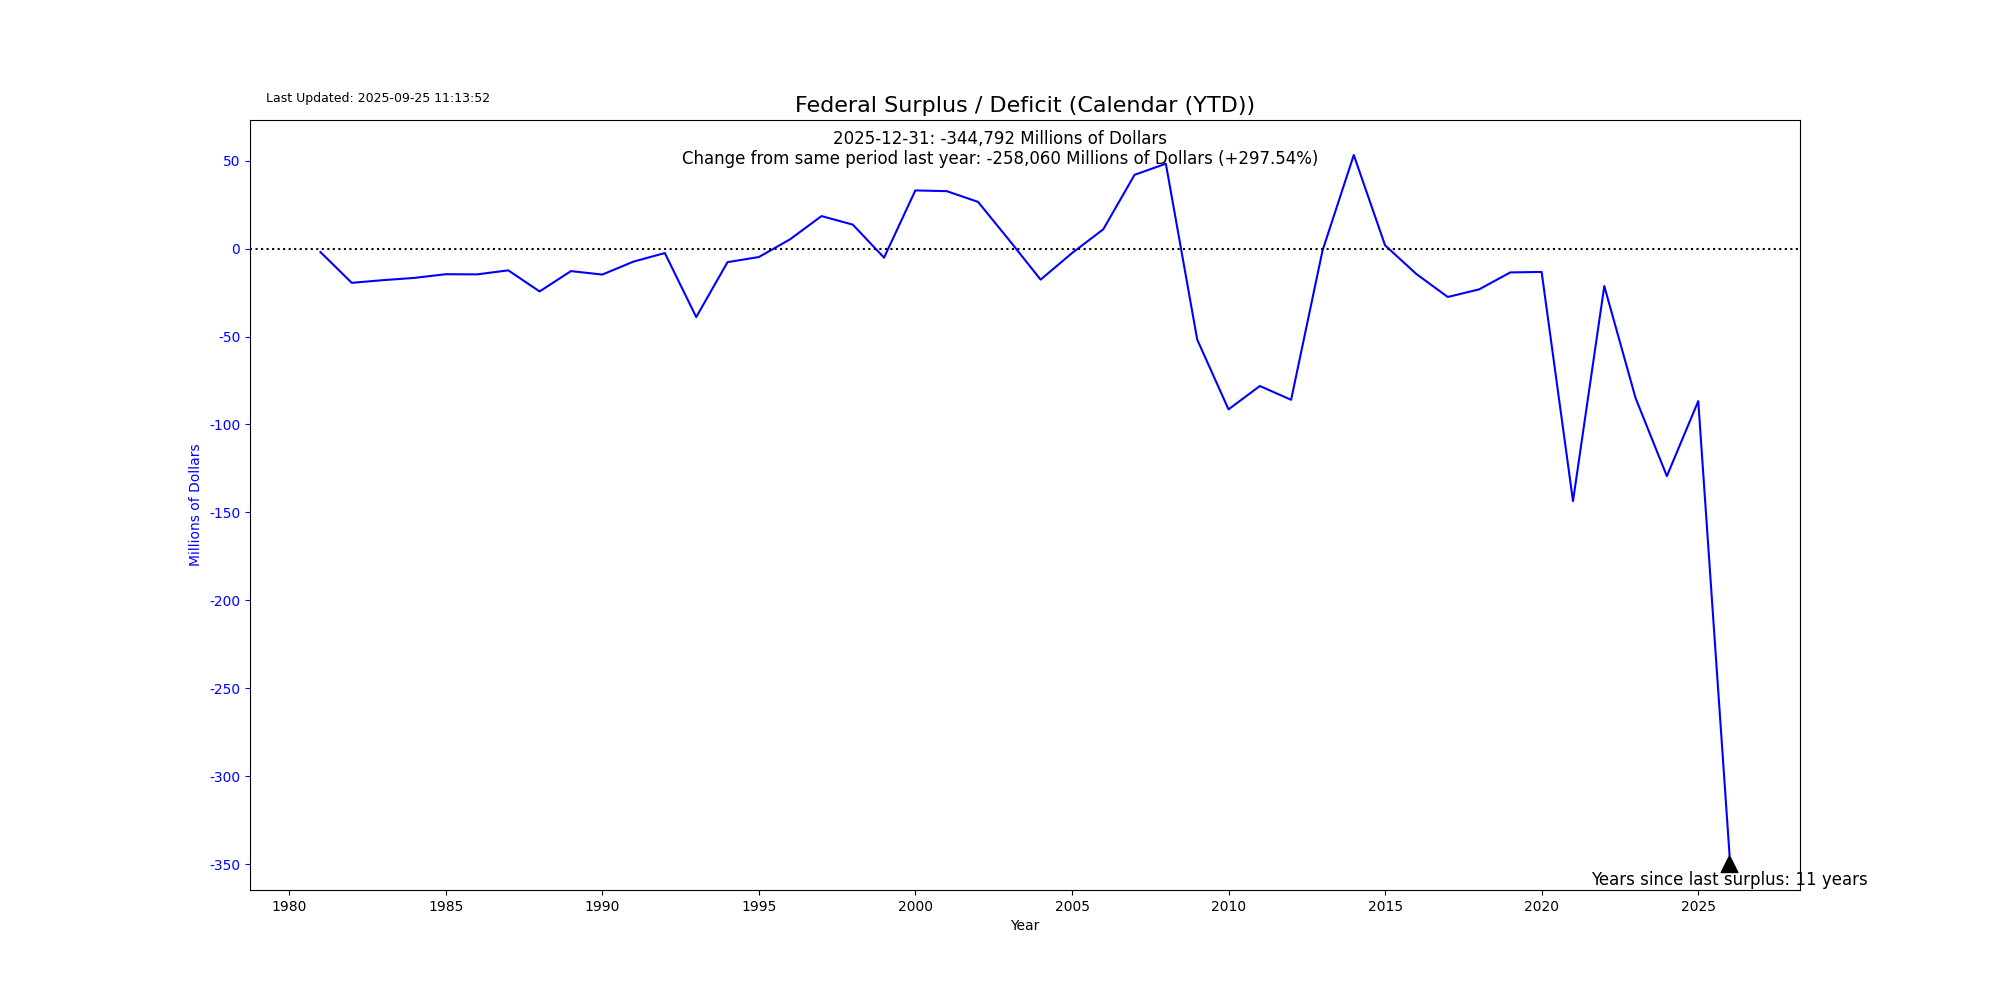 Last Updated: 2025-09-25 11:13:52
Federal Surplus / Deficit (Calendar (YTD))
2025-12-31: -344,792 Millions of Dollars
Change from same period last year: -258,060 Millions of Dollars (+297.54%)
50
0
-50
-100
-150
-200
-250
-300
-350
Millions of Dollars
Years since last surplus: 11 years
1980 1985 1990 1995 2000 2005 2010 2015 2020 2025
Year